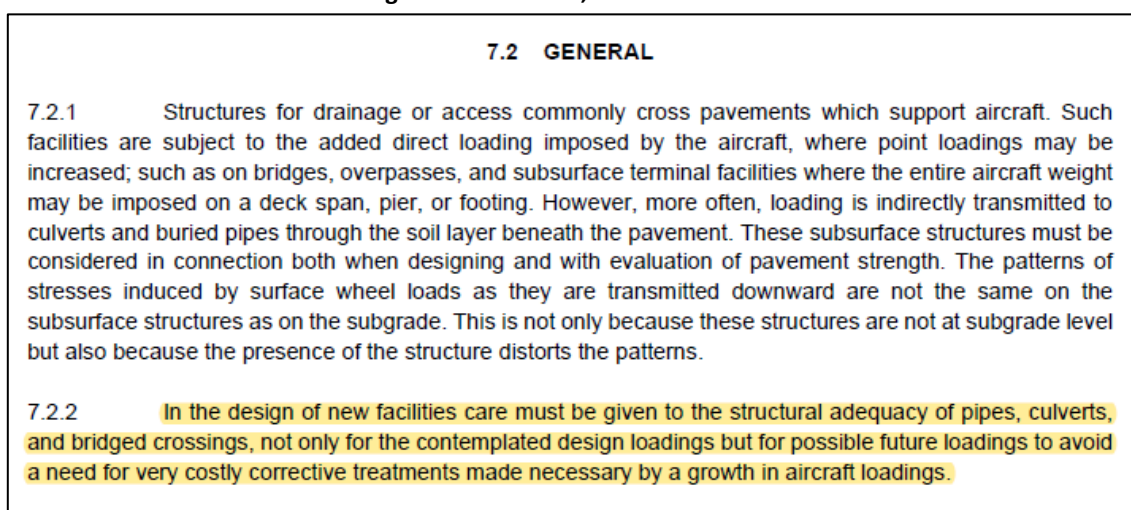 7.2 GENERAL
7.2.1 Structures for drainage or access commonly cross pavements which support aircraft. Such
facilities are subject to the added direct loading imposed by the aircraft, where point loadings may be
increased; such as on bridges, overpasses, and subsurface terminal facilities where the entire aircraft weight
may be imposed on a deck span, pier, or footing. However, more often, loading is indirectly transmitted to
culverts and buried pipes through the soil layer beneath the pavement. These subsurface structures must be
considered in connection both when designing and with evaluation of pavement strength. The patterns of
stresses induced by surface wheel loads as they are transmitted downward are not the same on the
subsurface structures as on the subgrade. This is not only because these structures are not at subgrade level
but also because the presence of the structure distorts the patterns.
7.2.2 In the design of new facilities care must be given to the structural adequacy of pipes, culverts,
and bridged crossings, not only for the contemplated design loadings but for possible future loadings to avoid
a need for very costly corrective treatments made necessary by a growth in aircraft loadings.